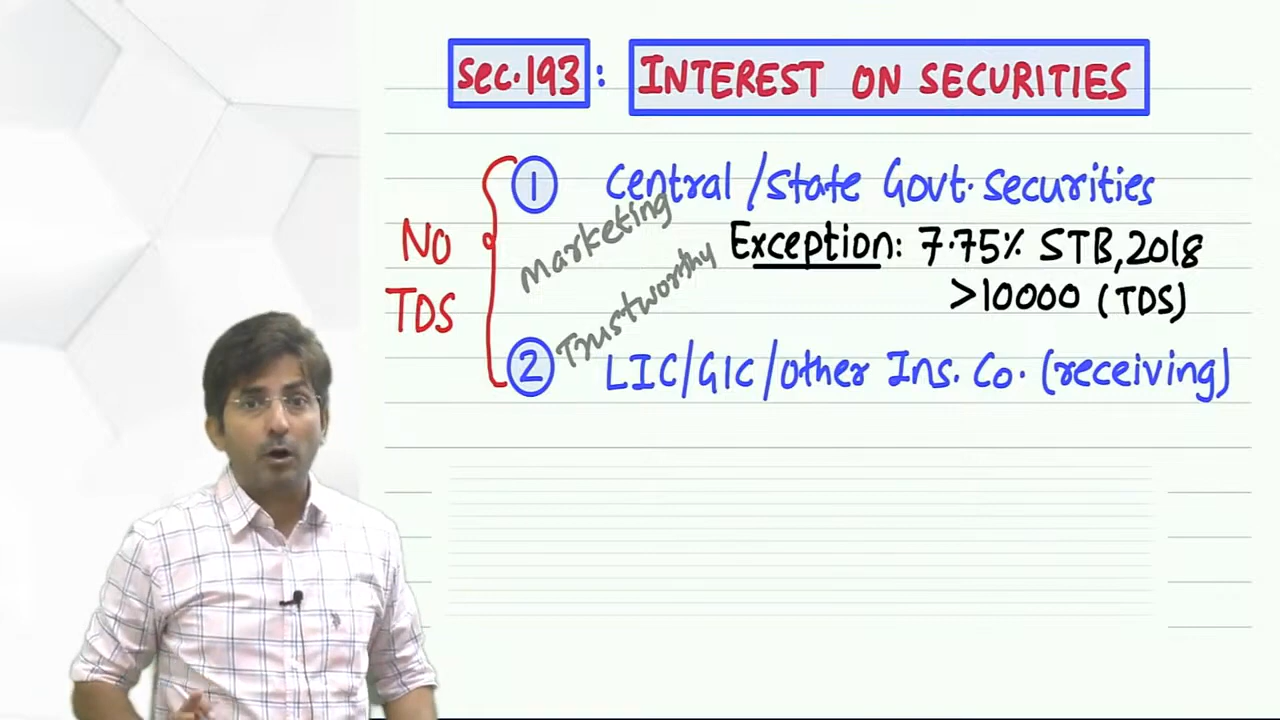 Sec.193: INTEREST ON SECURITIES
① Central/State Govt. Securities
Marketing
NO
Exception: 7.75% STB,2018
Trustworthy
>10000 (TDS)
TDS
② LIC/GIC/other Ins. Co. (receiving)